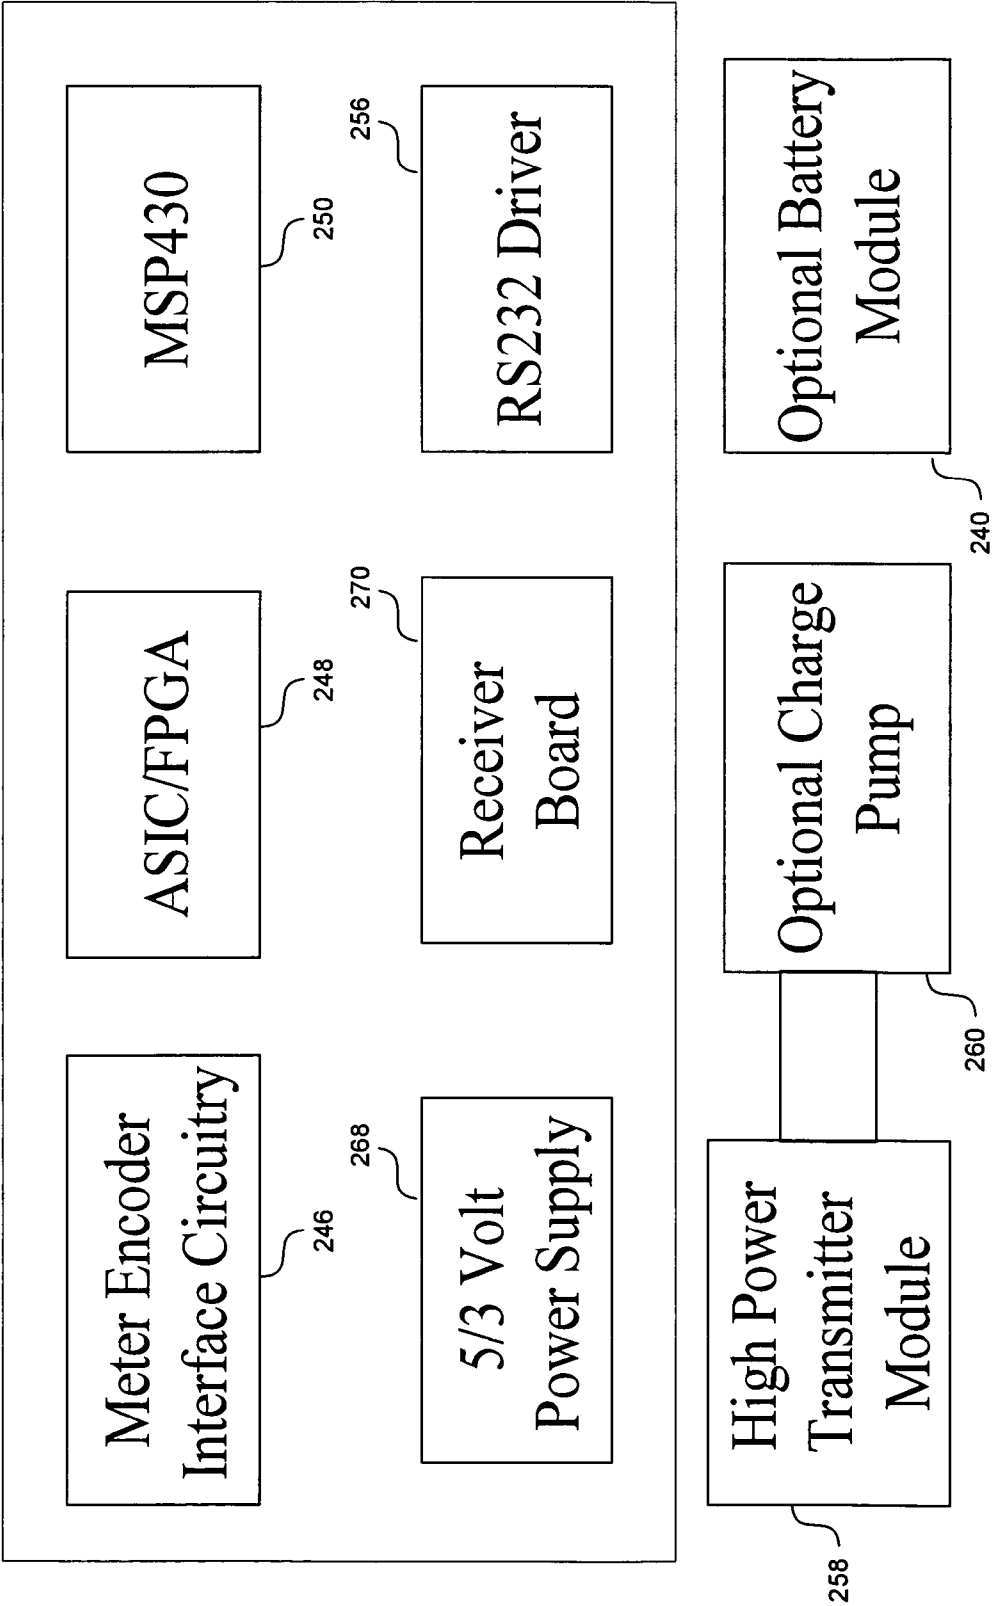 Meter Encoder
Interface Circuitry
246
ASIC/FPGA
248
MSP430
250
268
5/3 Volt
Power Supply
270
Receiver
Board
256
RS232 Driver
High Power
Transmitter
Module
258
Optional Charge
Pump
260
Optional Battery
Module
240